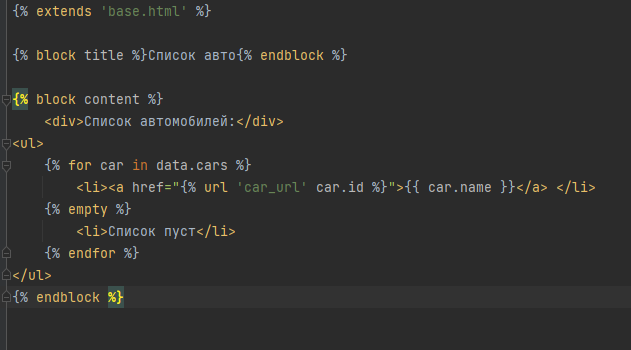 {% extends 'base.html' %}
{% block title %}Список авто{% endblock %}
{% block content %}
<div>Список автомобилей:</div>
<ul>
{% for car in data.cars %}
<li><a href="{% url 'car_url' car.id %}">{{ car.name }}</a> </li>
{% empty %}
<li>Список пуст</li>
{% endfor %}
</ul>
{% endblock %}